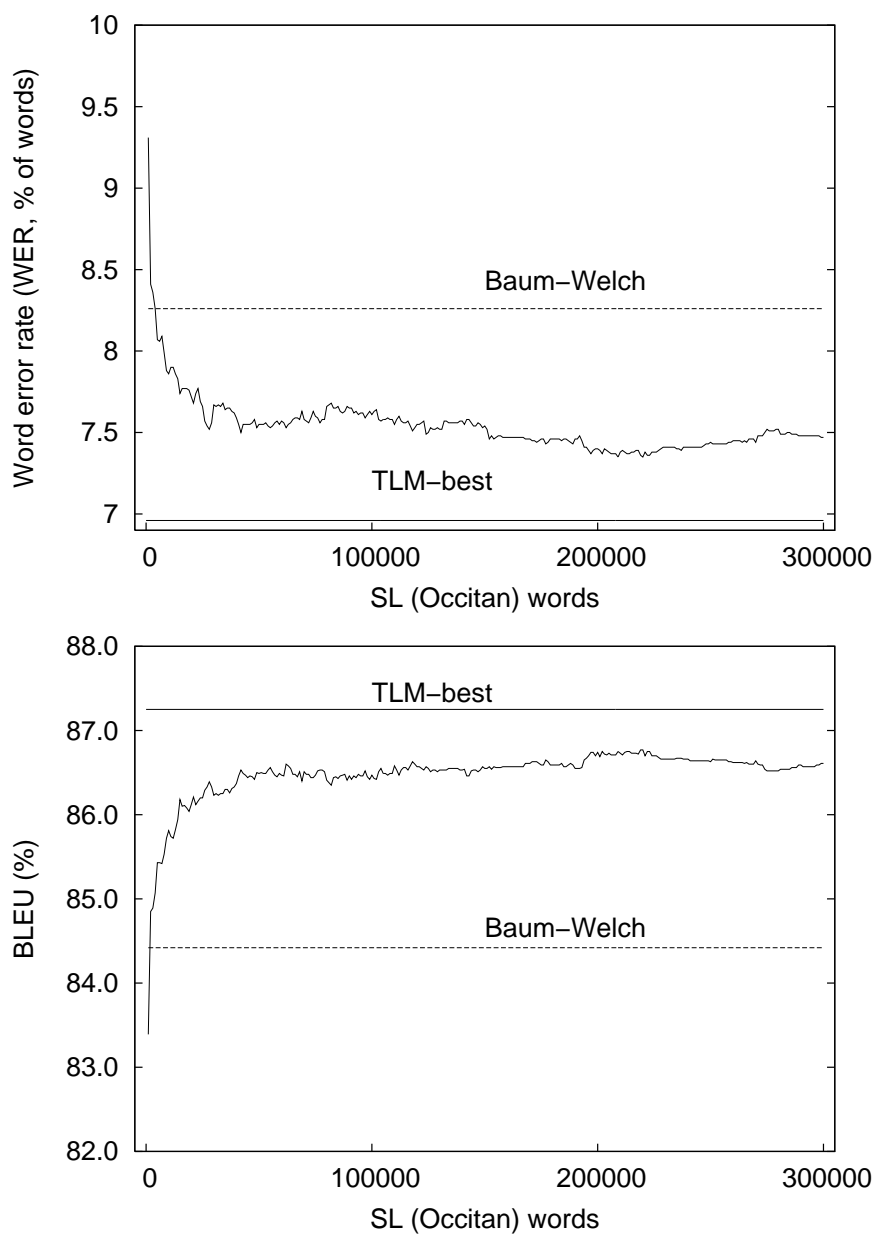 Word error rate (WER, % of words)
10
9.5
9
8.5
8
7.5
7
Baum−Welch
TLM−best
0 100000 200000 300000
SL (Occitan) words
BLEU (%)
88.0
87.0
86.0
85.0
84.0
83.0
82.0
TLM−best
Baum−Welch
0 100000 200000 300000
SL (Occitan) words